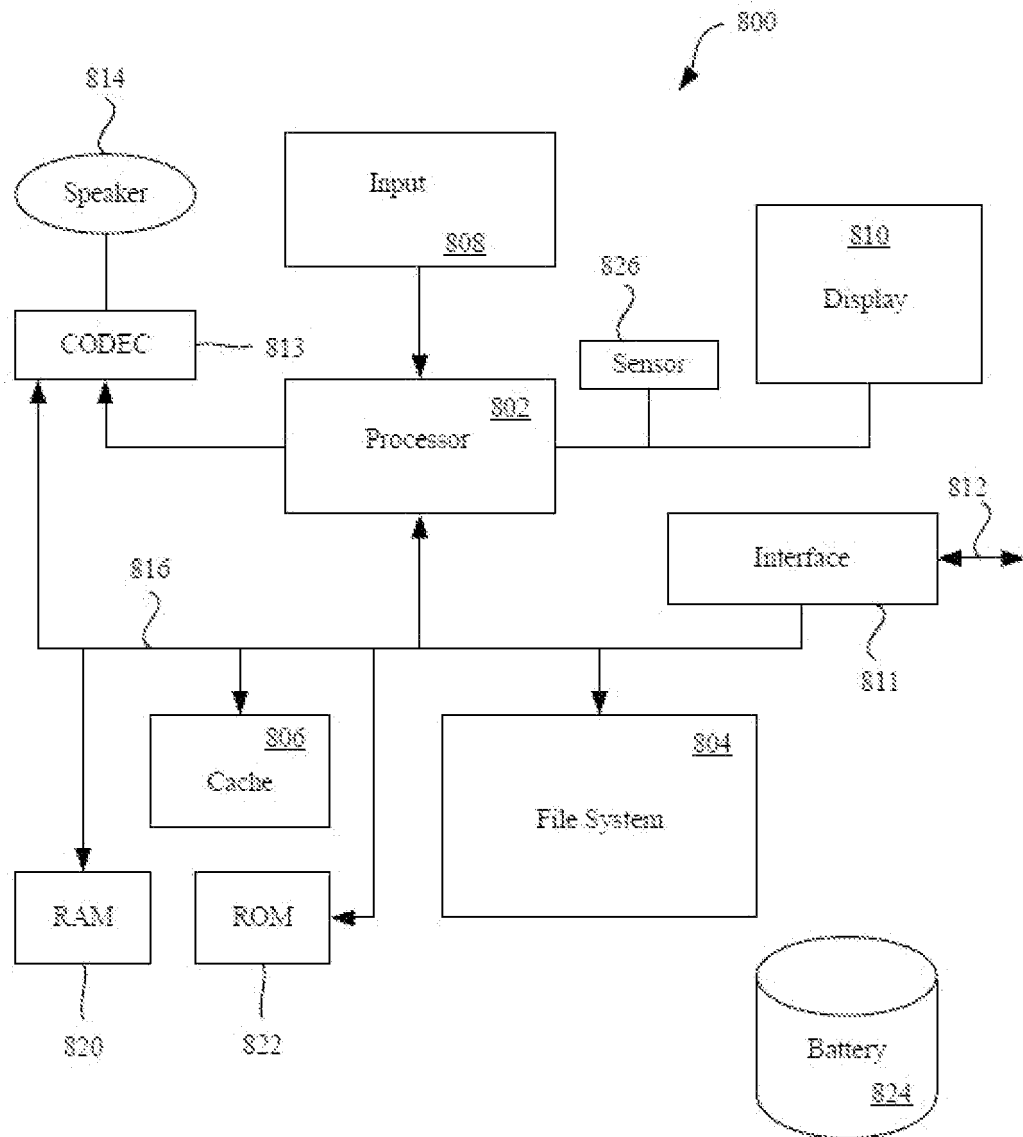 800
814
Speaker
Input
808
810
Display
826
Sensor
CODEC
813
802
Processor
812
Interface
816
811
806
Cache
804
File System
RAM
ROM
820
822
Battery
824